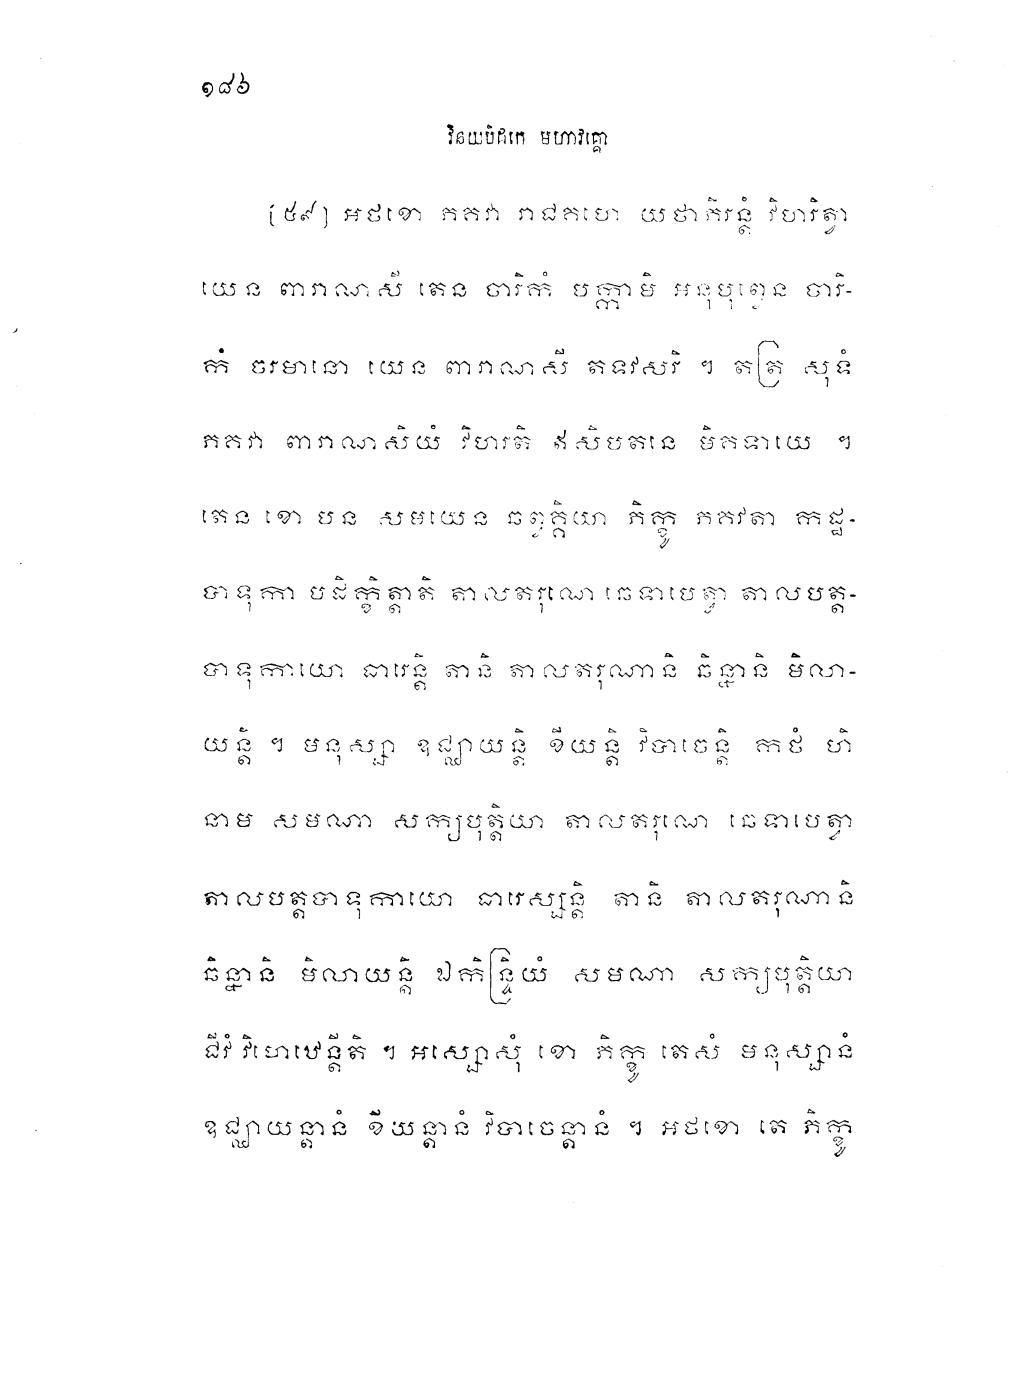 ១៨៦
វិនយបិដកេ មហាវគ្គោ
(៥៩) អថខោ ភគវា រាជគហេ យថាភិរន្តំ វិហរិត្វា
យេន ពារាណសី តេន ចារិកំ បក្កាមិ អនុបុព្វេន ចារិ-
កំ ចរមានោ យេន ពារាណសី តទវសរិ ។ តត្រ សុទំ
ភគវា ពារាណសិយំ វិហរតិ ឥសិបតនេ មិគទាយេ ។
តេន ខោ បន សមយេន ឆព្វគ្គិយា ភិក្ខូ ភគវតា កដ្ឋ-
បាទុកា បដិក្ខិត្តាតិ តាលតរុណេ ឆេទាបេត្វា តាលបត្ត-
បាទុកាយោ ធារេន្តិ តានិ តាលតរុណានិ ឆិន្នានិ មិលា-
យន្តិ ។ មនុស្សា ឧជ្ឈាយន្តិ ខីយន្តិ វិបាចេន្តិ កថំ ហិ
នាម សមណា សក្យបុត្តិយា តាលតរុណេ ឆេទាបេត្វា
តាលបត្តបាទុកាយោ ធារេស្សន្តិ តានិ តាលតរុណានិ
ឆិន្នានិ មិលាយន្តិ ឯកិន្ទ្រិយំ សមណា សក្យបុត្តិយា
ជីវំ វិហេឋេន្តីតិ ។ អស្សោសុំ ខោ ភិក្ខូ តេសំ មនុស្សានំ
ឧជ្ឈាយន្តានំ ខីយន្តានំ វិបាចេន្តានំ ។ អថខោ តេ ភិក្ខូ